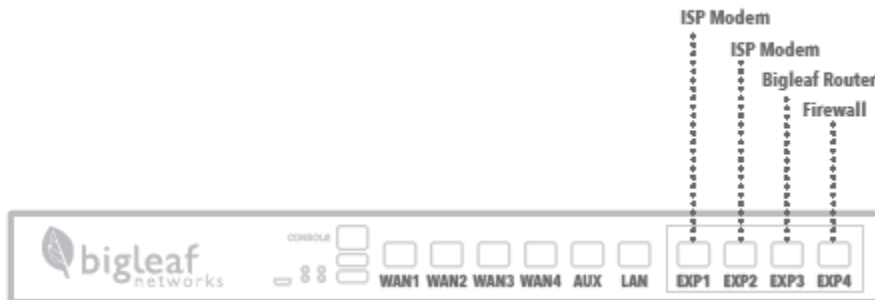 ISP Modem
ISP Modem
Bigleaf Router
Firewall
CONSOLE
bigleaf
networks
WAN1 WAN2 WAN3 WAN4 AUX LAN EXP1 EXP2 EXP3 EXP4